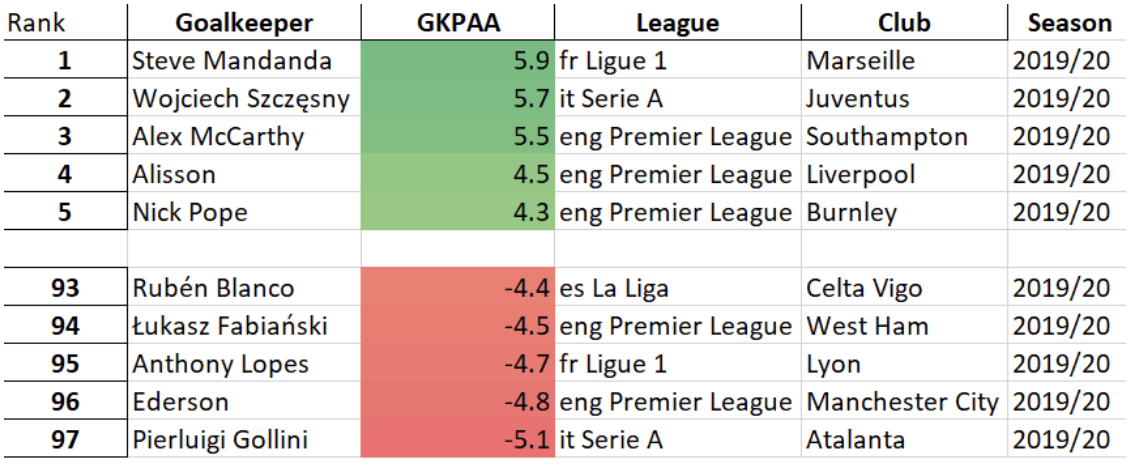 Rank Goalkeeper GKPAA League Club Season
1 Steve Mandanda 5.9 fr Ligue 1 Marseille 2019/20
2 Wojciech Szczęsny 5.7 it Serie A Juventus 2019/20
3 Alex McCarthy 5.5 eng Premier League Southampton 2019/20
4 Alisson 4.5 eng Premier League Liverpool 2019/20
5 Nick Pope 4.3 eng Premier League Burnley 2019/20
93 Rubén Blanco -4.4 es La Liga Celta Vigo 2019/20
94 Łukasz Fabiański -4.5 eng Premier League West Ham 2019/20
95 Anthony Lopes -4.7 fr Ligue 1 Lyon 2019/20
96 Ederson -4.8 eng Premier League Manchester City 2019/20
97 Pierluigi Gollini -5.1 it Serie A Atalanta 2019/20